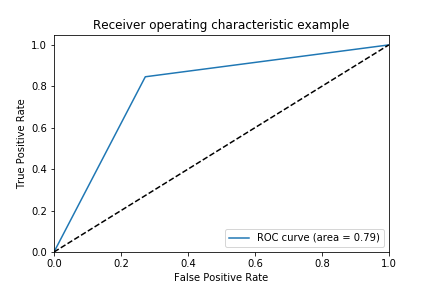 Receiver operating characteristic example
1.0
0.8
0.6
0.4
0.2
0.0
True Positive Rate
ROC curve (area = 0.79)
0.0 0.2 0.4 0.6 0.8 1.0
False Positive Rate